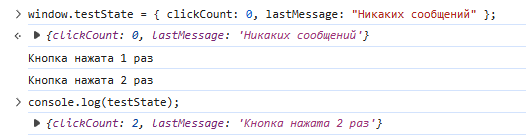 window.testState = { clickCount: 0, lastMessage: "Никаких сообщений" };
{clickCount: 0, lastMessage: 'Никаких сообщений'}
Кнопка нажата 1 раз
Кнопка нажата 2 раз
console.log(testState);
{clickCount: 2, lastMessage: 'Кнопка нажата 2 раз'}